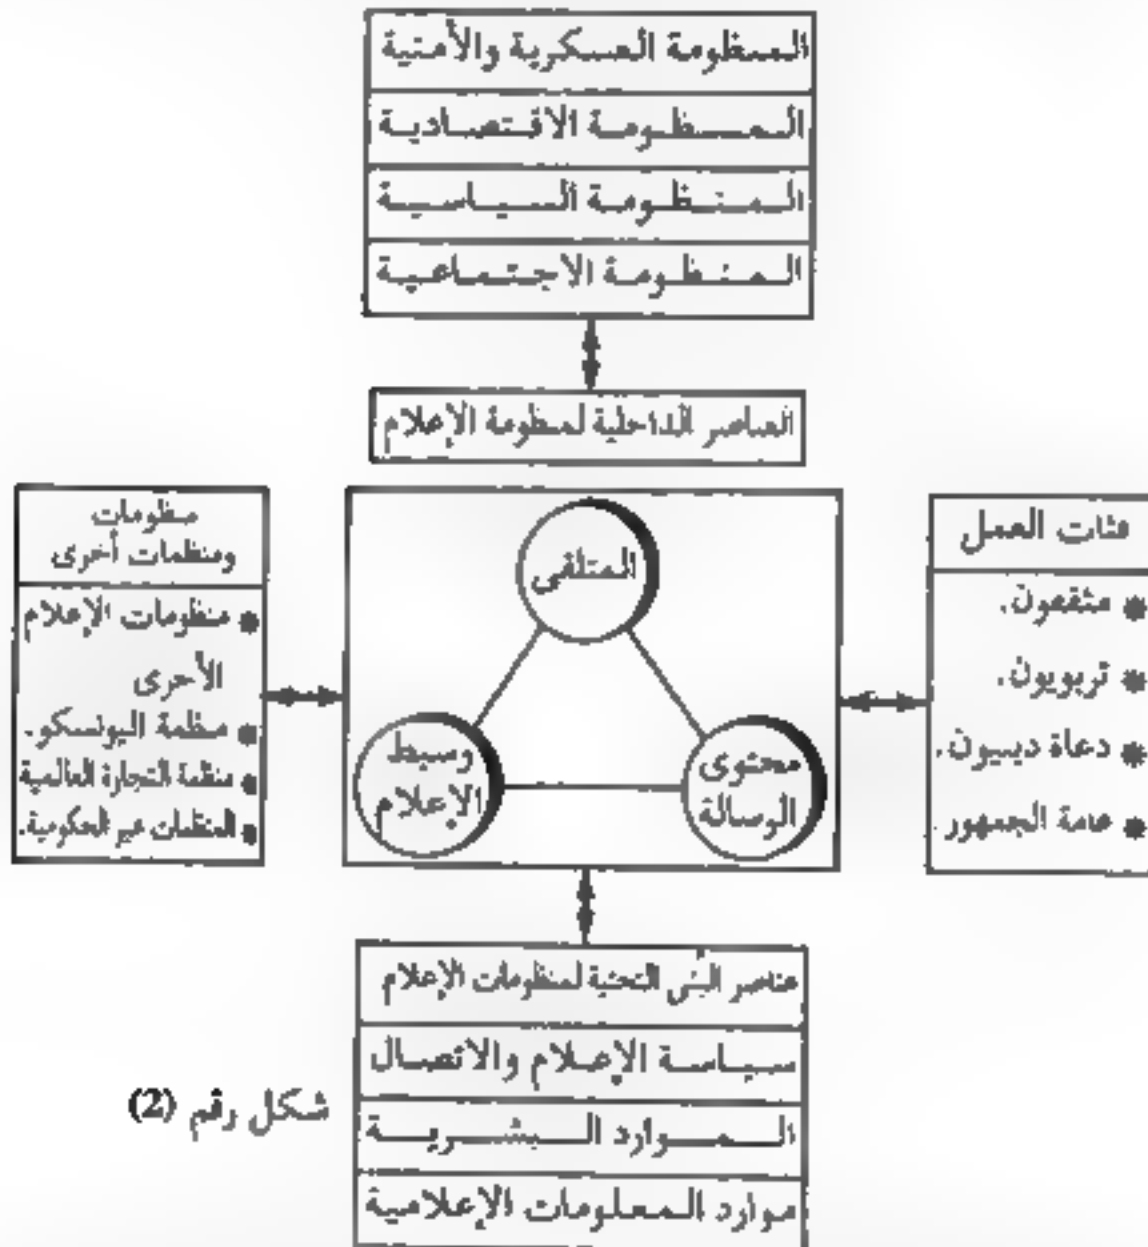 المنظومة العسكرية والأمنية
المنظومة الاقتصادية
المنظومة السياسية
المنظومة الاجتماعية
العناصر الداخلية لمنظومة الإعلام
فئات العمل
* مثقفون.
* تربويون.
* دعاة دينيون.
* عامة الجمهور
المتلقي
محتوى
الرسالة
وسيط
الإعلام
منظومات
ومنظمات أخرى
* منظومات الإعلام
الأخرى
* منظمة اليونسكو.
* منظمة التجارة العالمية
* المنظمات غير الحكومية.
عناصر البنى التحتية لمنظومات الإعلام
سياسة الإعلام والاتصال
الموارد البشرية
موارد المعلومات الإعلامية
شكل رقم (2)